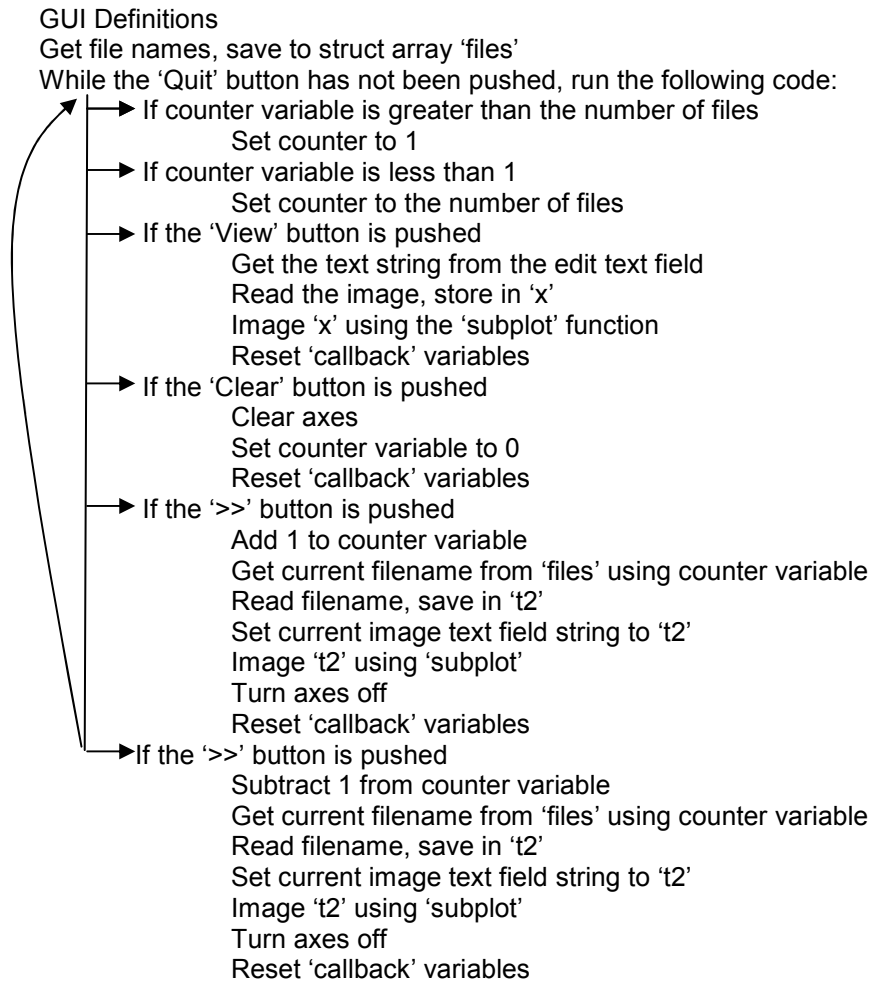 GUI Definitions
Get file names, save to struct array ‘files’
While the ‘Quit’ button has not been pushed, run the following code:
If counter variable is greater than the number of files
Set counter to 1
If counter variable is less than 1
Set counter to the number of files
If the ‘View’ button is pushed
Get the text string from the edit text field
Read the image, store in ‘x’
Image ‘x’ using the ‘subplot’ function
Reset ‘callback’ variables
If the ‘Clear’ button is pushed
Clear axes
Set counter variable to 0
Reset ‘callback’ variables
If the ‘>>’ button is pushed
Add 1 to counter variable
Get current filename from ‘files’ using counter variable
Read filename, save in ‘t2’
Set current image text field string to ‘t2’
Image ‘t2’ using ‘subplot’
Turn axes off
Reset ‘callback’ variables
If the ‘>>’ button is pushed
Subtract 1 from counter variable
Get current filename from ‘files’ using counter variable
Read filename, save in ‘t2’
Set current image text field string to ‘t2’
Image ‘t2’ using ‘subplot’
Turn axes off
Reset ‘callback’ variables